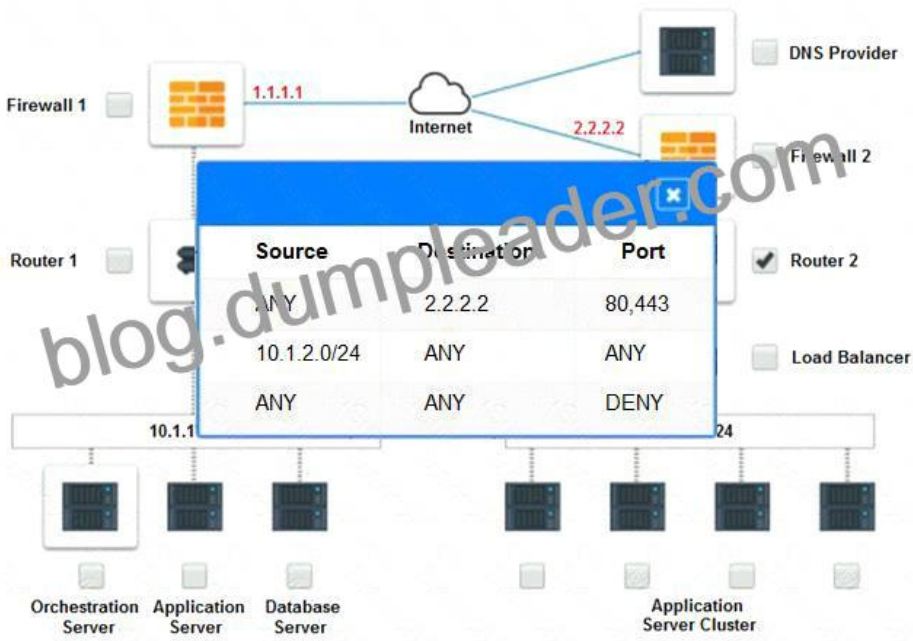 DNS Provider
Firewall 1
1.1.1.1
Internet
2.2.2.2
Firewall 2
Source Destination Port
Router 1
Router 2
ANY 2.2.2.2 80,443
blog.dumpleader.com
10.1.2.0/24 ANY ANY
Load Balancer
ANY ANY DENY
10.1.1
24
Orchestration Server
Application Server
Database Server
Application Server Cluster